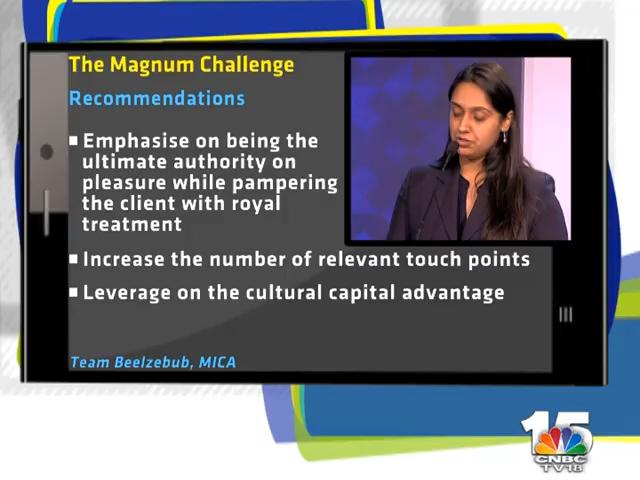 The Magnum Challenge
Recommendations
Emphasise on being the
ultimate authority on
pleasure while pampering
the client with royal
treatment
Increase the number of relevant touch points
Leverage on the cultural capital advantage
Team Beelzebub, MICA
15
CNBC
TV18